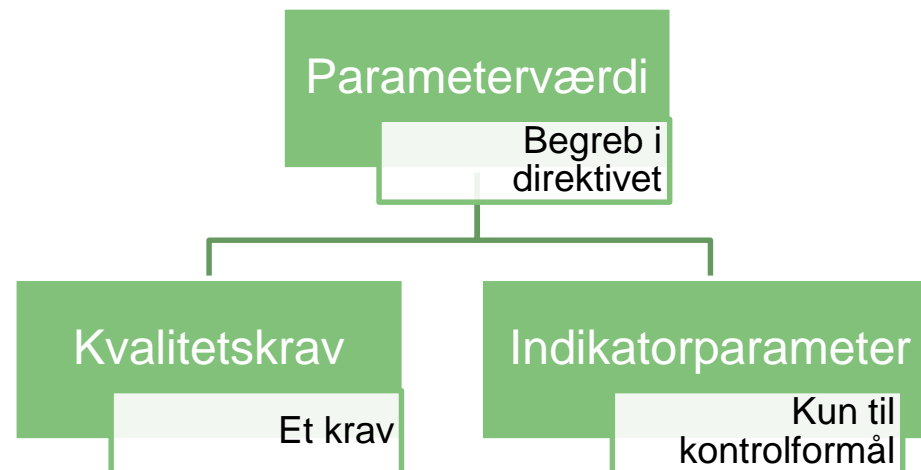 Parameterværdi
Begreb i
direktivet
Kvalitetskrav
Et krav
Indikatorparameter
Kun til
kontrolformål